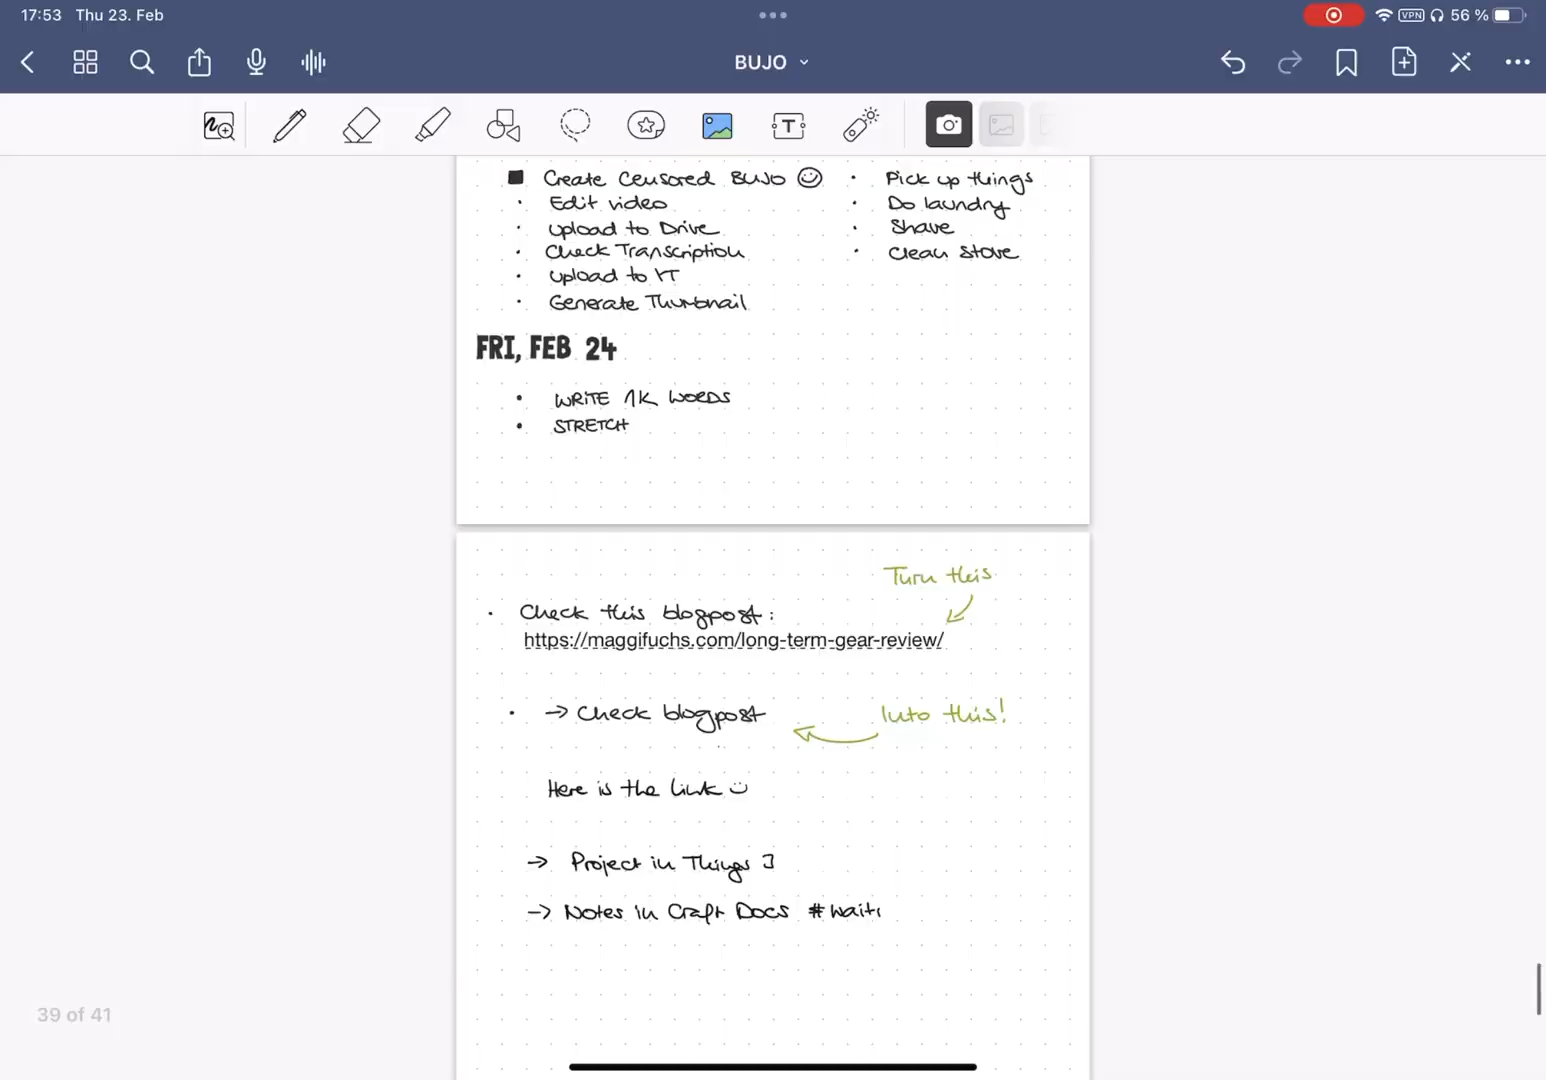 17:53 Thu 23. Feb
VPN 56 %
BUJO
T
Create Censored BUJO
Edit video
Upload to Drive
Check Transcription
Upload to YT
Generate Thumbnail
Pick up things
Do laundry
Shave
Clean Stove
FRI, FEB 24
WRITE 1K WORDS
STRETCH
Turn this
Check this blogpost:
https://maggifuchs.com/long-term-gear-review/
→ Check blogpost
Into this!
Here is the link
→ Project in Things 3
→ Notes in Craft Docs #waiti
39 of 41